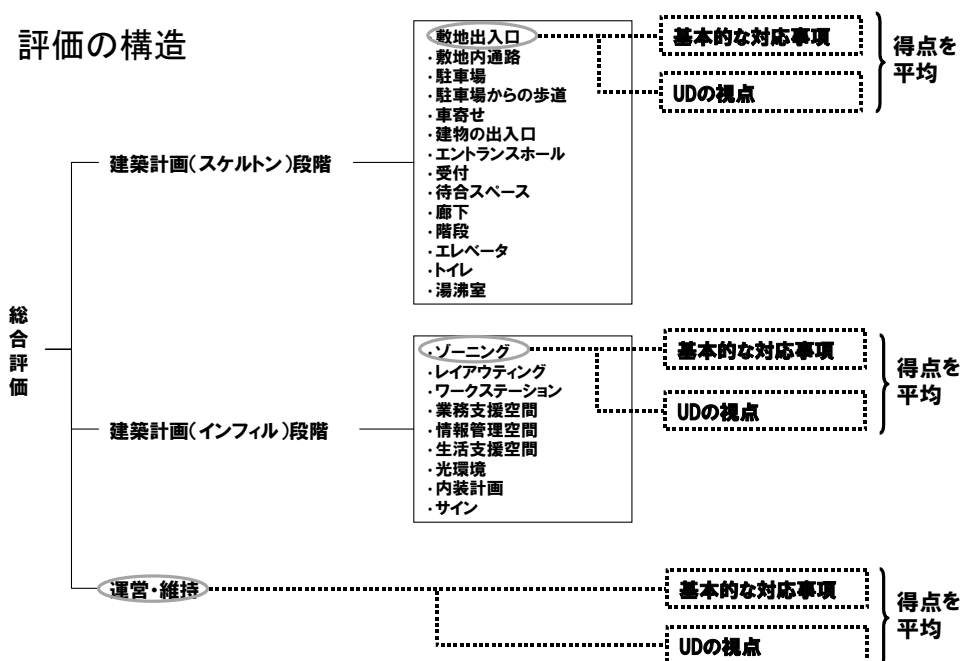 評価の構造
総合評価
建築計画(スケルトン)段階
・敷地出入口
・敷地内通路
・駐車場
・駐車場からの歩道
・車寄せ
・建物の出入口
・エントランスホール
・受付
・待合スペース
・廊下
・階段
・エレベータ
・トイレ
・湯沸室
基本的な対応事項
UDの視点
得点を
平均
建築計画(インフィル)段階
・ゾーニング
・レイアウティング
・ワークステーション
・業務支援空間
・情報管理空間
・生活支援空間
・光環境
・内装計画
・サイン
基本的な対応事項
UDの視点
得点を
平均
運営・維持
基本的な対応事項
UDの視点
得点を
平均